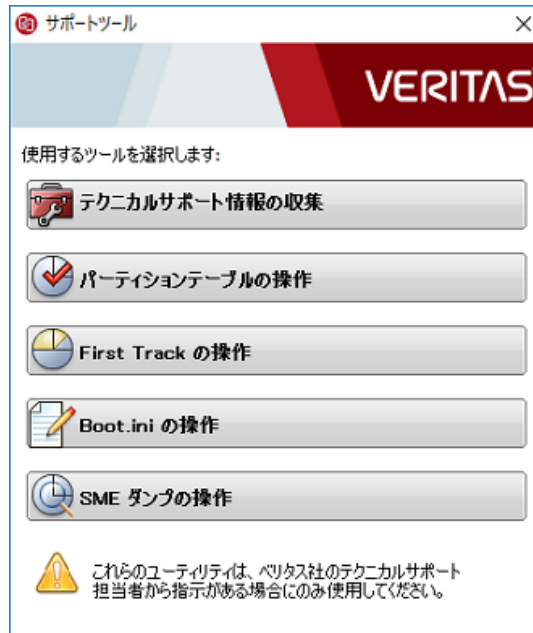 サポートツール
VERITAS
使用するツールを選択します:
テクニカルサポート情報の収集
パーティションテーブルの操作
First Track の操作
Boot.ini の操作
SME ダンプの操作
これらのユーティリティは、ベリタス社のテクニカルサポート
担当者から指示がある場合にのみ使用してください。